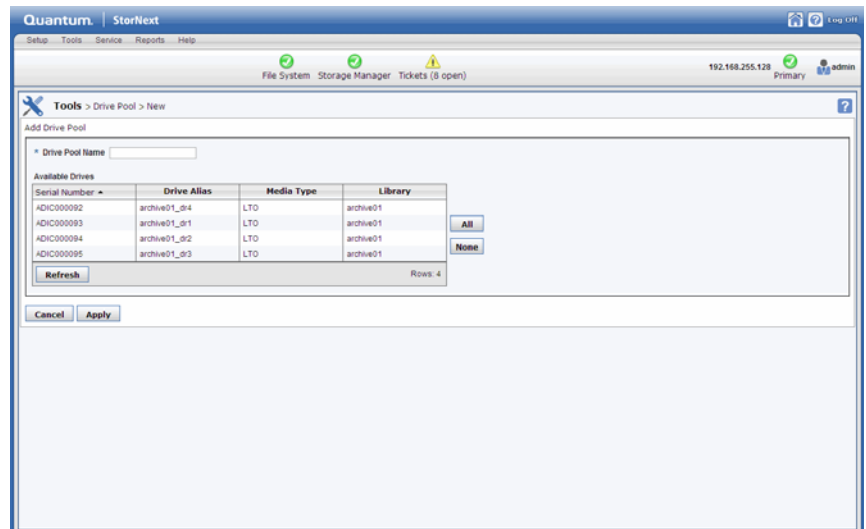 Quantum. StorNext Log Off
Setup Tools Service Reports Help
File System Storage Manager Tickets (8 open) 192.168.255.128 Primary admin
Tools > Drive Pool > New ?
Add Drive Pool
* Drive Pool Name
Available Drives
Serial Number Drive Alias Media Type Library
ADIC000092 archive01_dr4 LTO archive01
ADIC000093 archive01_dr1 LTO archive01
ADIC000094 archive01_dr2 LTO archive01
ADIC000095 archive01_dr3 LTO archive01
All
None
Refresh Rows: 4
Cancel Apply